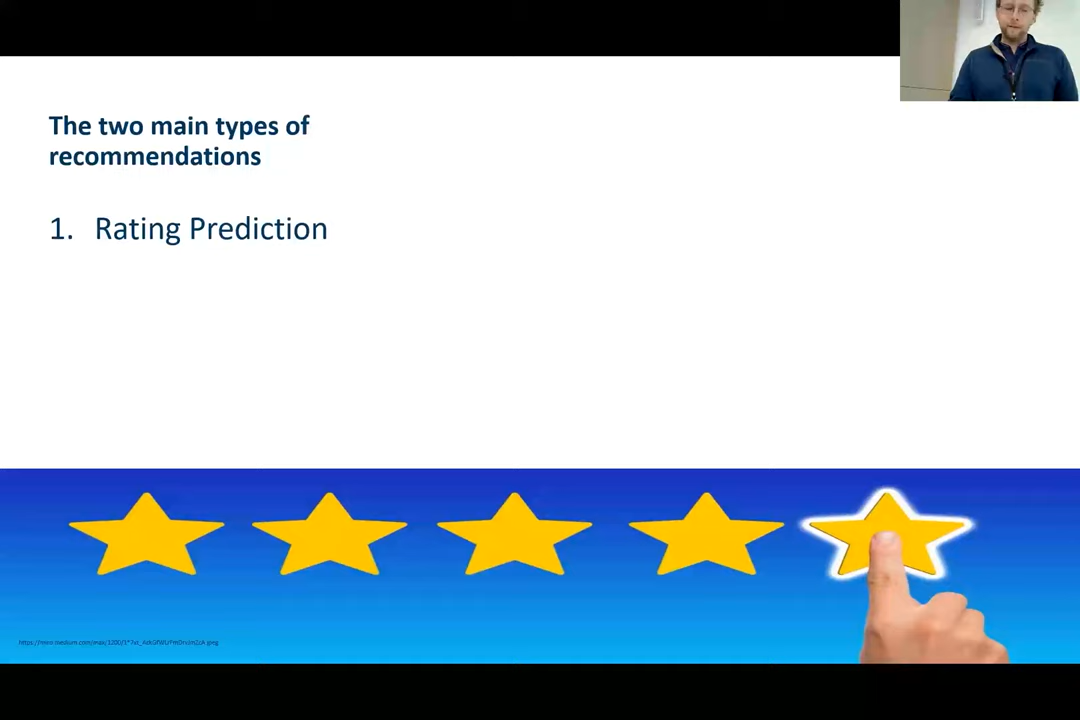 The two main types of
recommendations
1. Rating Prediction